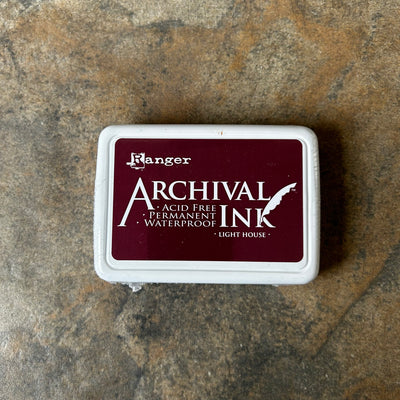 Ranger
ARCHIVAL
· ACID FREE
· PERMANENT
· WATERPROOF
INK
· LIGHT HOUSE ·